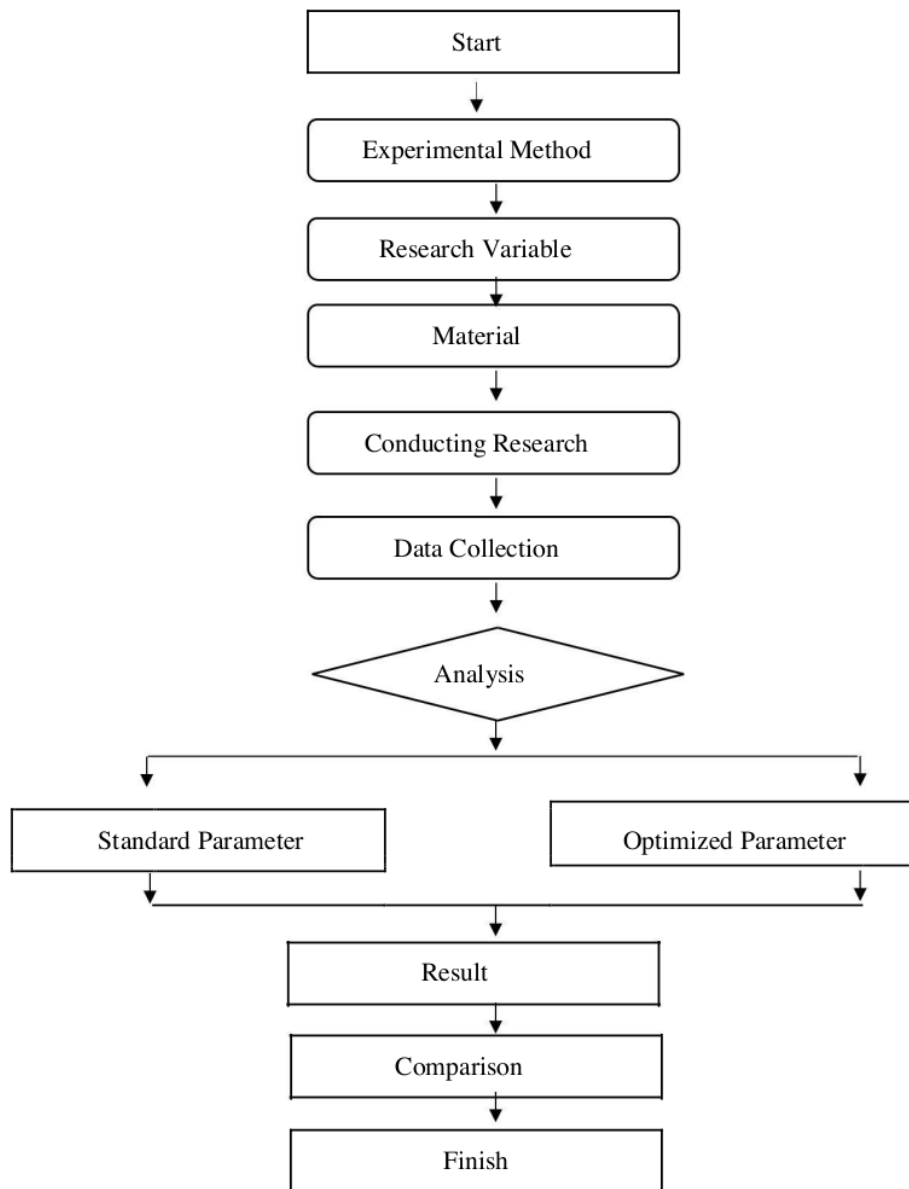 Start
Experimental Method
Research Variable
Material
Conducting Research
Data Collection
Analysis
Standard Parameter
Optimized Parameter
Result
Comparison
Finish